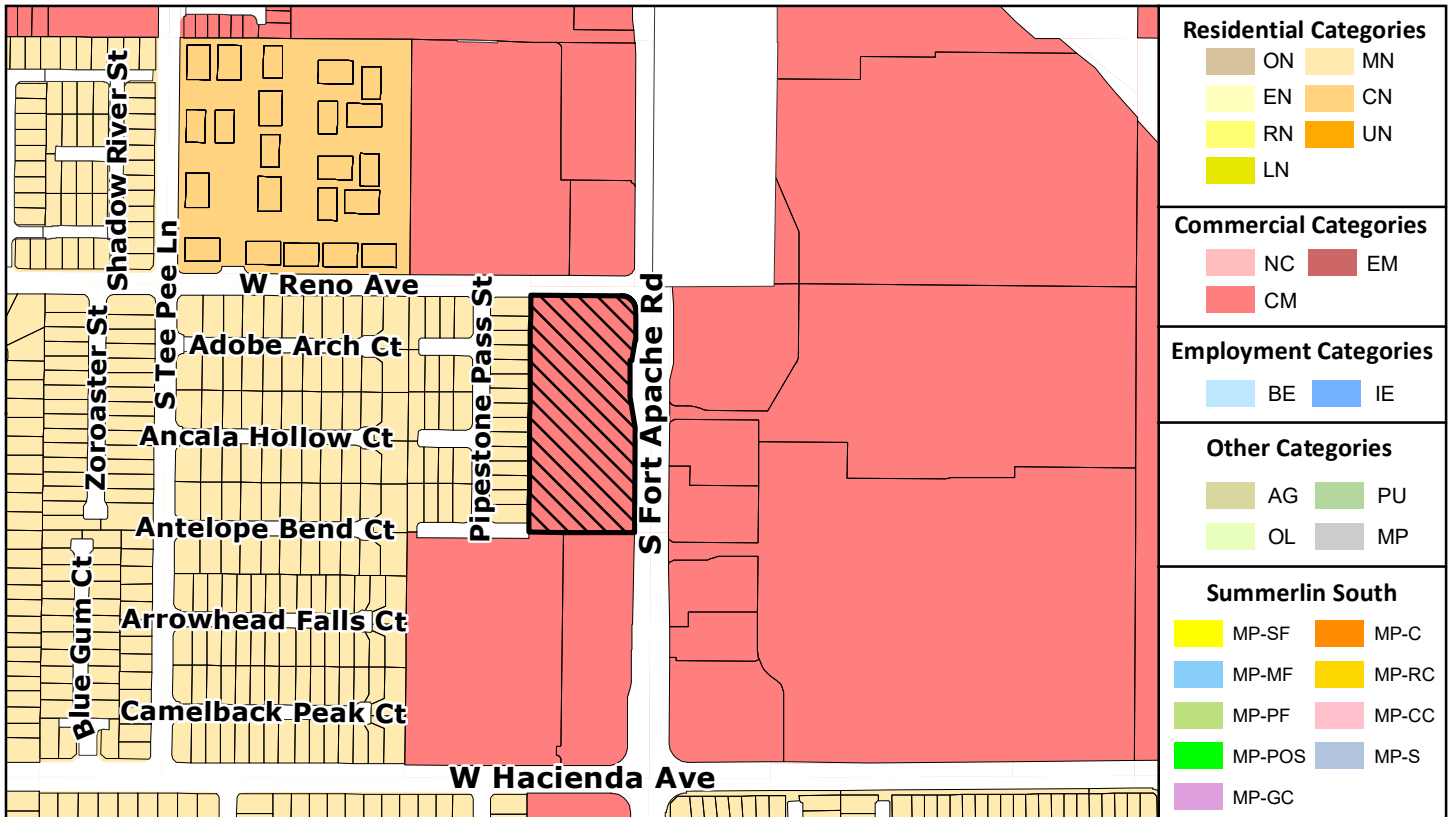 Shadow River St
S Tee Pee Ln
W Reno Ave
Zoroaster St
Adobe Arch Ct
Pipestone Pass St
S Fort Apache Rd
Ancala Hollow Ct
Antelope Bend Ct
Blue Gum Ct
Arrowhead Falls Ct
Camelback Peak Ct
W Hacienda Ave
Residential Categories
ON MN
EN CN
RN UN
LN
Commercial Categories
NC EM
CM
Employment Categories
BE IE
Other Categories
AG PU
OL MP
Summerlin South
MP-SF MP-C
MP-MF MP-RC
MP-PF MP-CC
MP-POS MP-S
MP-GC